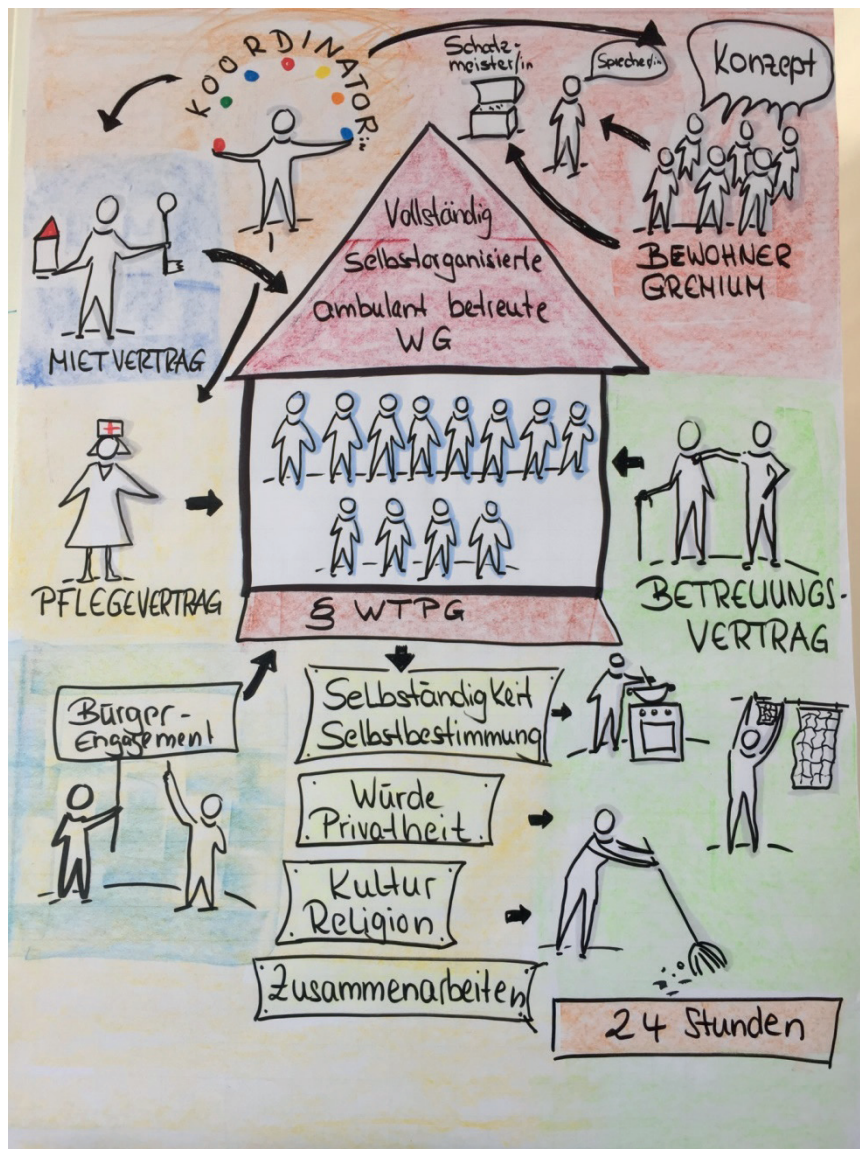 KOORDINATOR:in
Schatz-
meister/in
Sprecher/in
Konzept
BEWOHNER
GREMIUM
MIETVERTRAG
Vollständig
Selbstorganisierte
ambulant betreute
WG
PFLEGEVERTRAG
BETREUUNGS-
VERTRAG
§ WTPG
Bürger-
Engagement
Selbständigkeit
Selbstbestimmung
Würde
Privatheit
Kultur
Religion
Zusammenarbeiten
24 Stunden